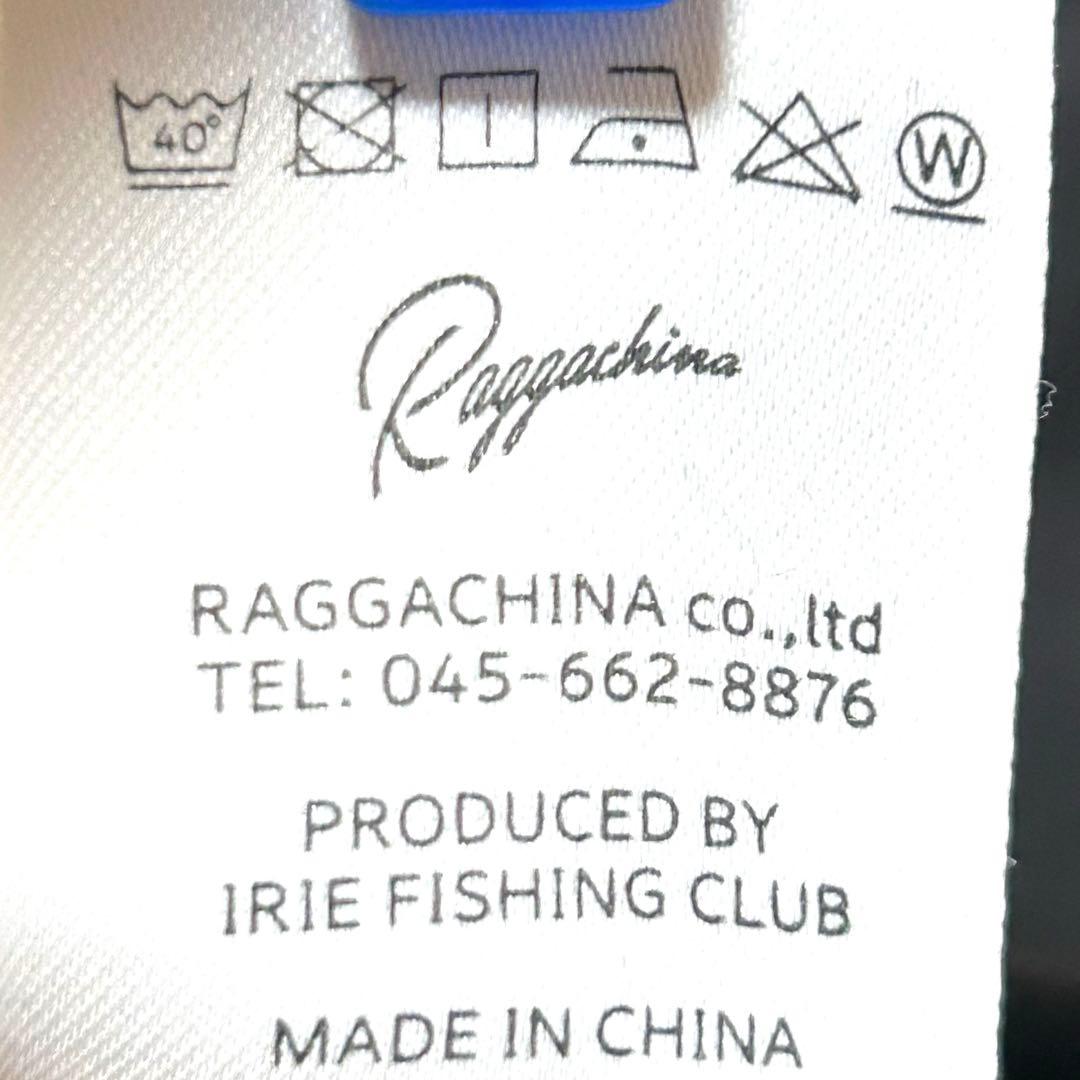 40°
W
Raggachina
RAGGACHINA co.,ltd
TEL: 045-662-8876
PRODUCED BY
IRIE FISHING CLUB
MADE IN CHINA